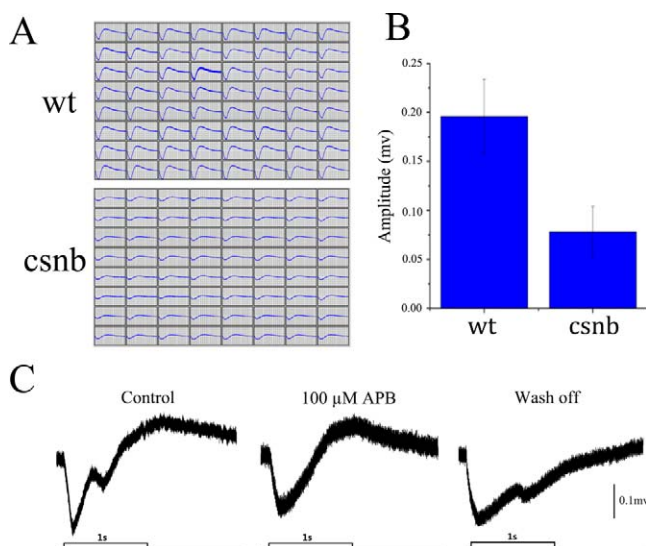 A
wt
csnb
B
Amplitude (mv)
0.25
0.20
0.15
0.10
0.05
0.00
wt
csnb
C
Control
100 µM APB
Wash off
0.1mv
1s
1s
1s